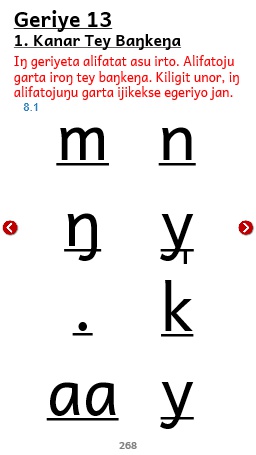 Geriye 13
1. Kanar Tey Baŋkeŋa
Iŋ geriyeta alifatat asu irto. Alifatoju
garta iroŋ tey baŋkeŋa. Kiligit unor, iŋ
alifatojuŋu garta ijikekse egeriyo jan.
8.1
m n
ŋ y
. k
aa y
268